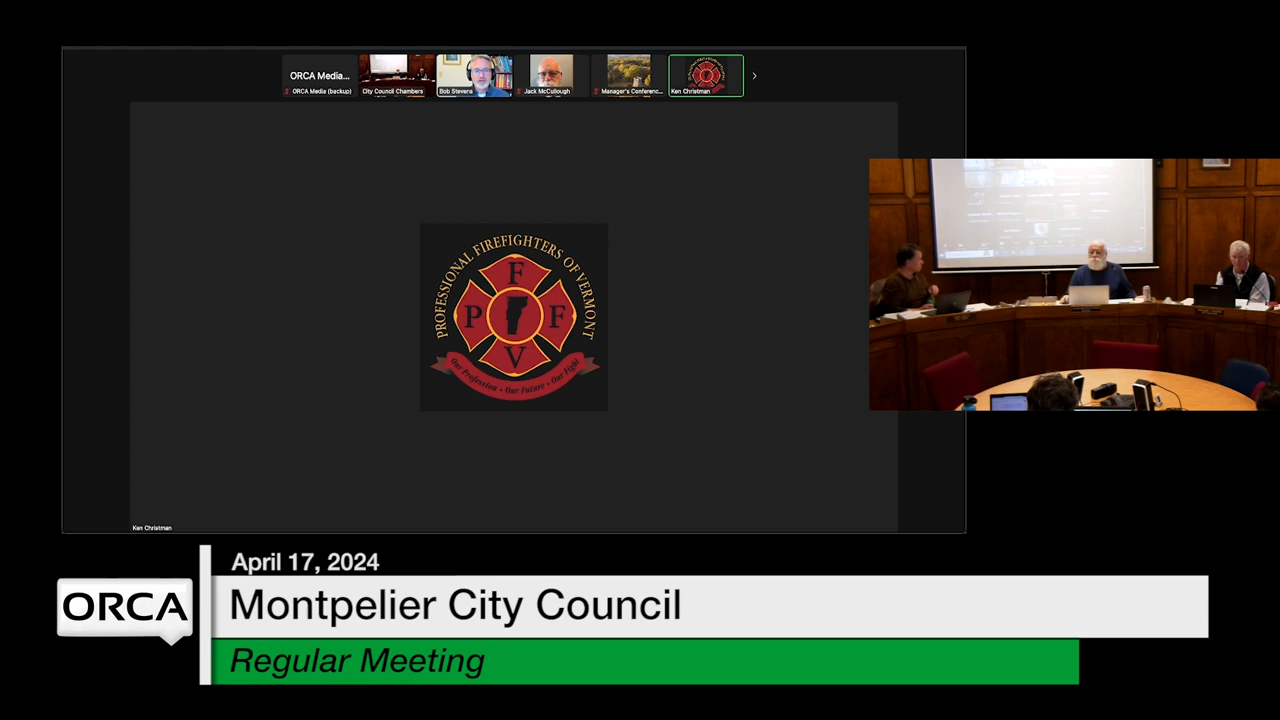 ORCA Media...
ORCA Media (backup)
City Council Chambers
Bob Stevens
Jack McCullough
Manager's Conferenc...
Ken Christman
PROFESSIONAL FIREFIGHTERS OF VERMONT
F
P F
V
Our Profession • Our Future • Our Fight
Ken Christman
April 17, 2024
ORCA
Montpelier City Council
Regular Meeting